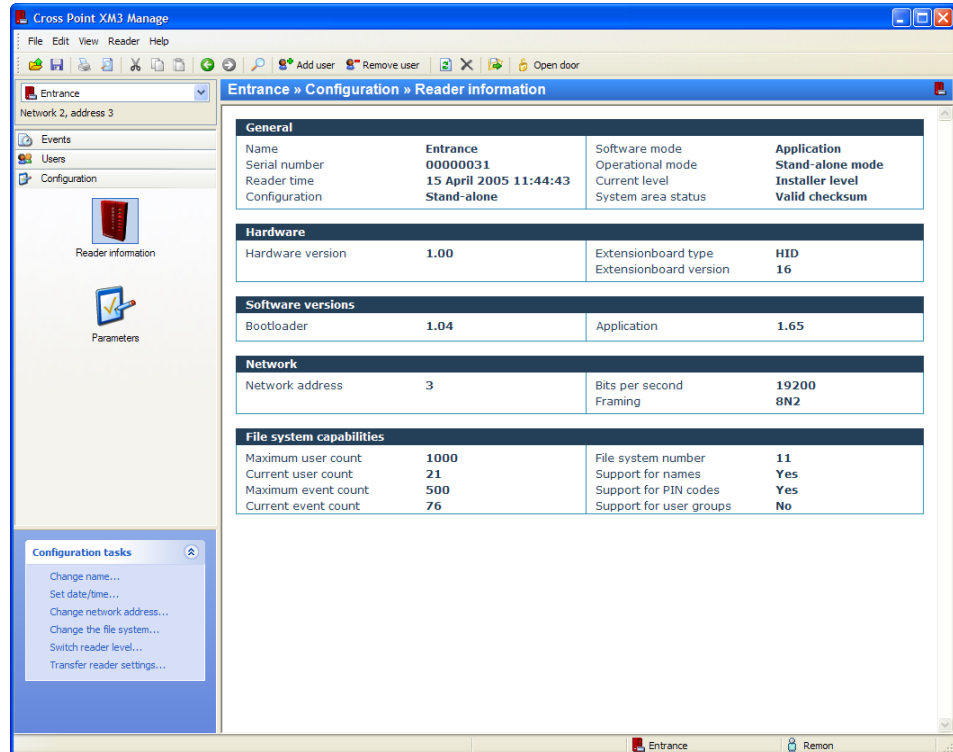 Cross Point XM3 Manage
File Edit View Reader Help
Add user Remove user Open door
Entrance
Network 2, address 3
Events
Users
Configuration
Reader information
Parameters
Configuration tasks
Change name...
Set date/time...
Change network address...
Change the file system...
Switch reader level...
Transfer reader settings...
Entrance » Configuration » Reader information
General
Name Entrance Software mode Application
Serial number 00000031 Operational mode Stand-alone mode
Reader time 15 April 2005 11:44:43 Current level Installer level
Configuration Stand-alone System area status Valid checksum
Hardware
Hardware version 1.00 Extensionboard type HID
Extensionboard version 16
Software versions
Bootloader 1.04 Application 1.65
Network
Network address 3 Bits per second 19200
Framing 8N2
File system capabilities
Maximum user count 1000 File system number 11
Current user count 21 Support for names Yes
Maximum event count 500 Support for PIN codes Yes
Current event count 76 Support for user groups No
Entrance Remon